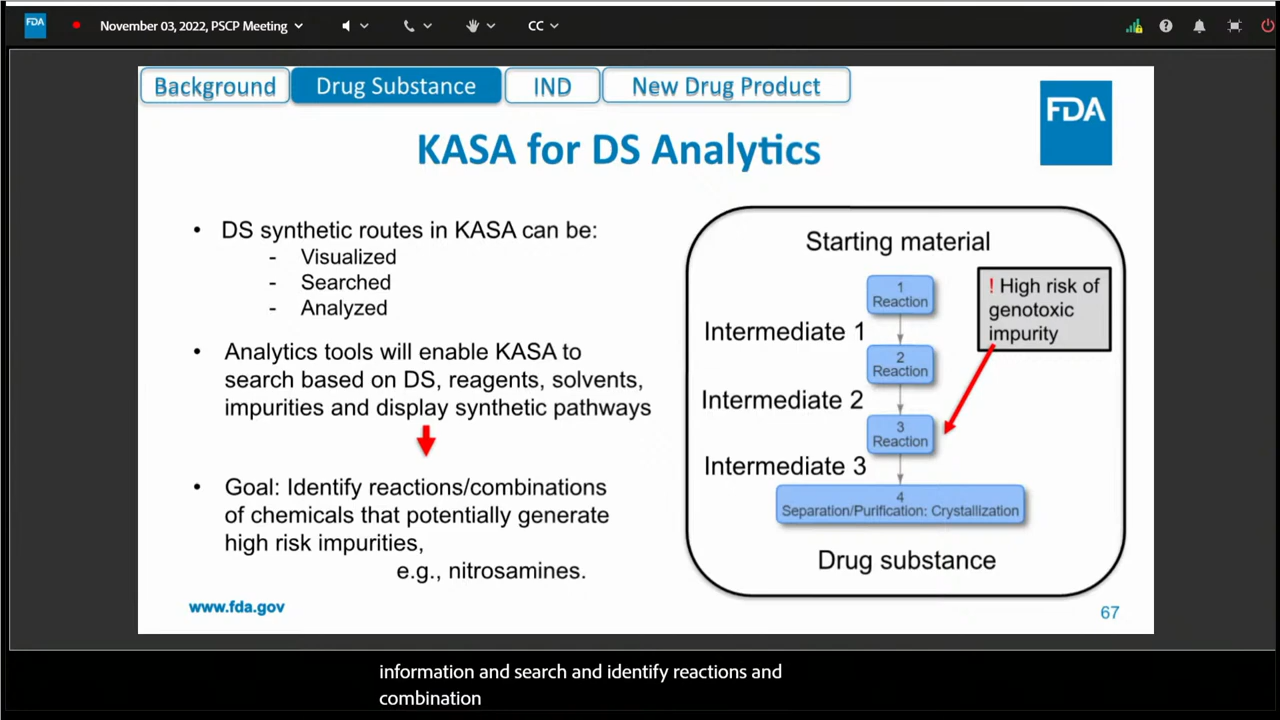 FDA
November 03, 2022, PSCP Meeting
CC
Background
Drug Substance
IND
New Drug Product
FDA
KASA for DS Analytics
• DS synthetic routes in KASA can be:
- Visualized
- Searched
- Analyzed
• Analytics tools will enable KASA to
search based on DS, reagents, solvents,
impurities and display synthetic pathways
• Goal: Identify reactions/combinations
of chemicals that potentially generate
high risk impurities,
e.g., nitrosamines.
Starting material
1
Reaction
! High risk of
genotoxic
impurity
Intermediate 1
2
Reaction
Intermediate 2
3
Reaction
Intermediate 3
4
Separation/Purification: Crystallization
Drug substance
www.fda.gov
67
information and search and identify reactions and
combination